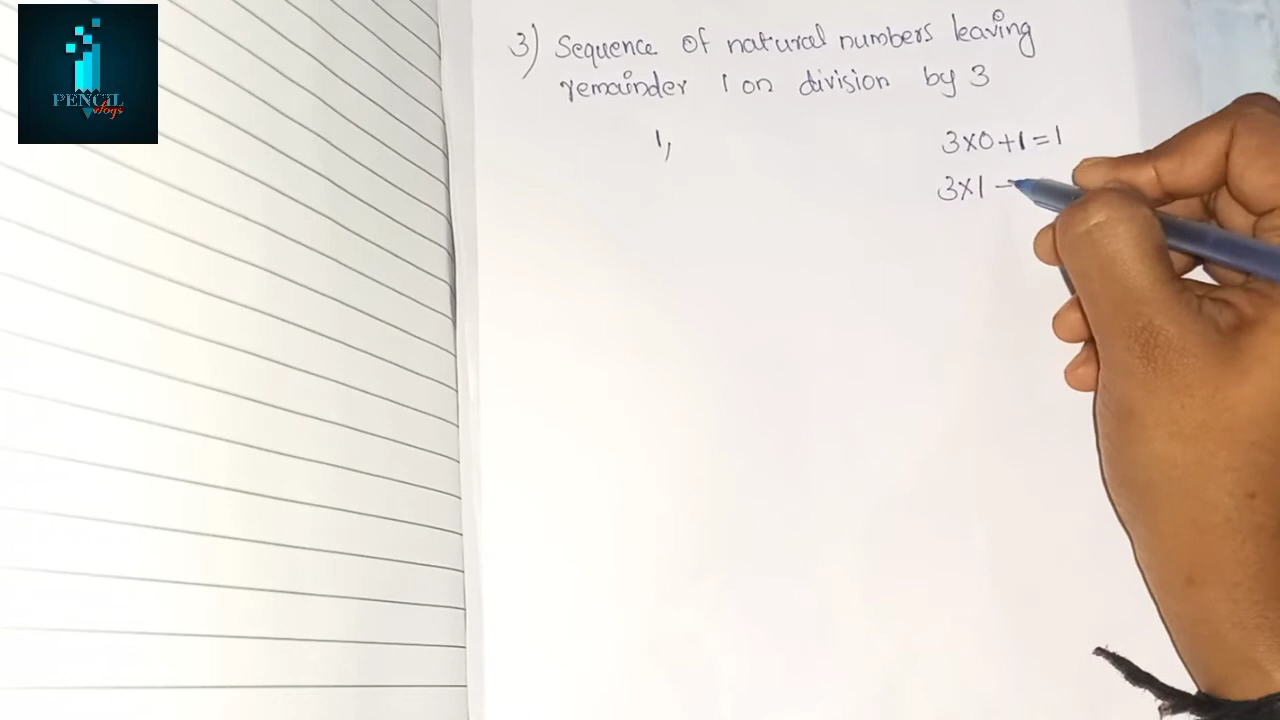 PENCIL
vlogs
3) Sequence of natural numbers leaving
remainder 1 on division by 3
1,
3×0+1=1
3×1 -